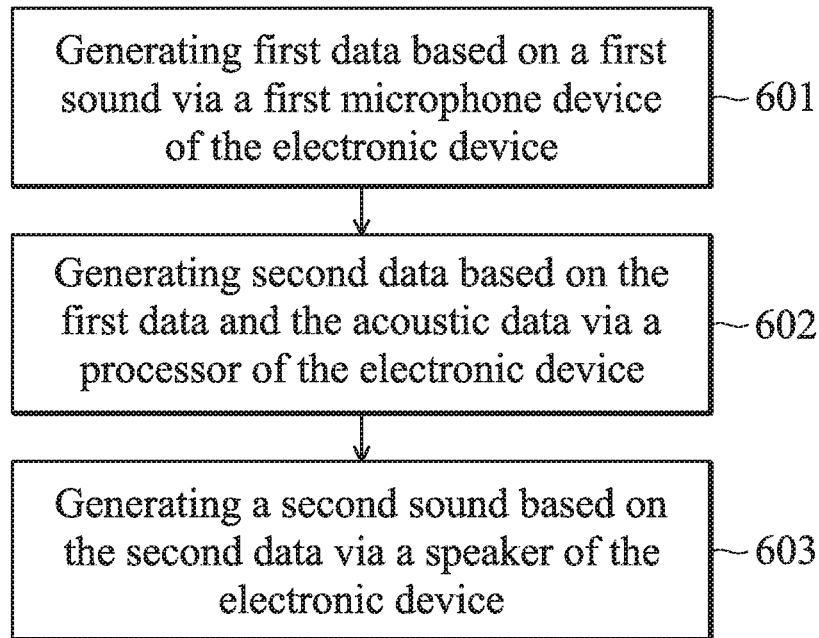 Generating first data based on a first
sound via a first microphone device
of the electronic device
601
Generating second data based on the
first data and the acoustic data via a
processor of the electronic device
602
Generating a second sound based on
the second data via a speaker of the
electronic device
603